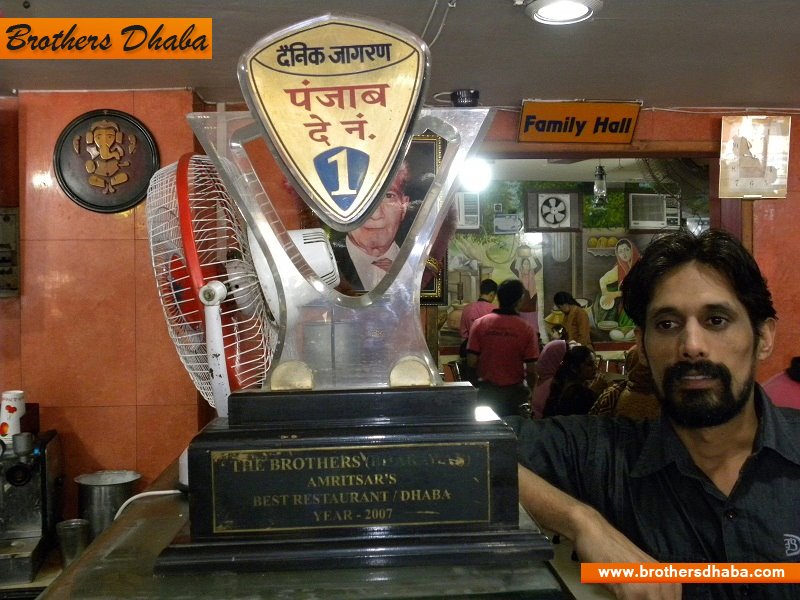 Brothers Dhaba
दैनिक जागरण
पंजाब
दे नं.
1
Family Hall
THE BROTHERS
AMRITSAR'S
BEST RESTAURANT / DHABA
YEAR - 2007
www.brothersdhaba.com